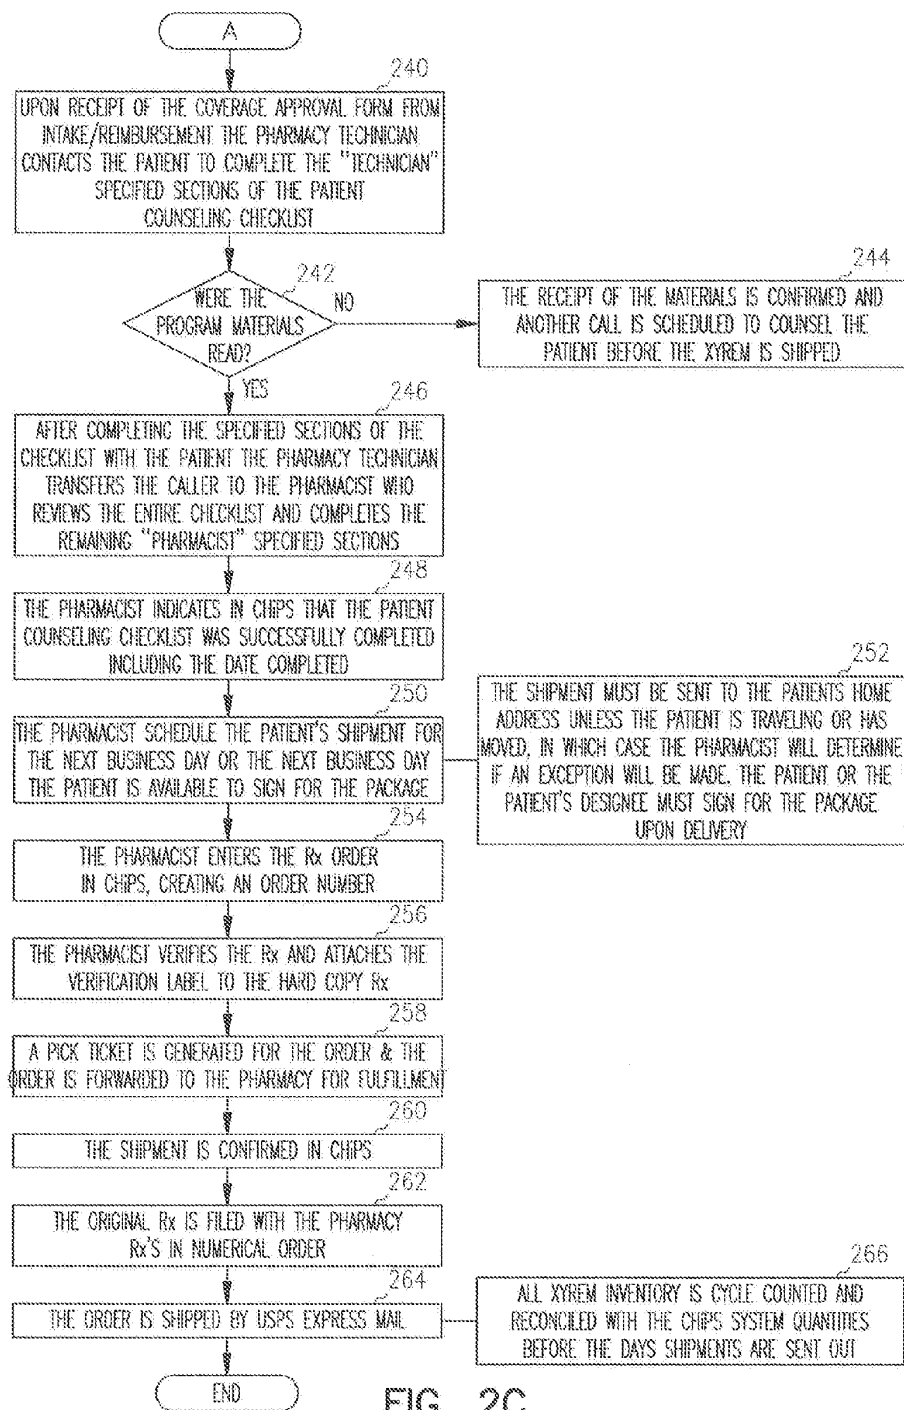 A
240
UPON RECEIPT OF THE COVERAGE APPROVAL FORM FROM
INTAKE/REIMBURSEMENT THE PHARMACY TECHNICIAN
CONTACTS THE PATIENT TO COMPLETE THE "TECHNICIAN"
SPECIFIED SECTIONS OF THE PATIENT
COUNSELING CHECKLIST
242
WERE THE
PROGRAM MATERIALS
READ?
NO
YES
244
THE RECEIPT OF THE MATERIALS IS CONFIRMED AND
ANOTHER CALL IS SCHEDULED TO COUNSEL THE
PATIENT BEFORE THE XYREM IS SHIPPED.
246
AFTER COMPLETING THE SPECIFIED SECTIONS OF THE
CHECKLIST WITH THE PATIENT THE PHARMACY TECHNICIAN
TRANSFERS THE CALLER TO THE PHARMACIST WHO
REVIEWS THE ENTIRE CHECKLIST AND COMPLETES THE
REMAINING "PHARMACIST" SPECIFIED SECTIONS
248
THE PHARMACIST INDICATES IN CHIPS THAT THE PATIENT
COUNSELING CHECKLIST WAS SUCCESSFULLY COMPLETED
INCLUDING THE DATE COMPLETED
250
THE PHARMACIST SCHEDULE THE PATIENT'S SHIPMENT FOR
THE NEXT BUSINESS DAY OR THE NEXT BUSINESS DAY
THE PATIENT IS AVAILABLE TO SIGN FOR THE PACKAGE
252
THE SHIPMENT MUST BE SENT TO THE PATIENTS HOME
ADDRESS UNLESS THE PATIENT IS TRAVELING OR HAS
MOVED, IN WHICH CASE THE PHARMACIST WILL DETERMINE
IF AN EXCEPTION WILL BE MADE. THE PATIENT OR THE
PATIENT'S DESIGNEE MUST SIGN FOR THE PACKAGE
UPON DELIVERY
254
THE PHARMACIST ENTERS THE Rx ORDER
IN CHIPS, CREATING AN ORDER NUMBER
256
THE PHARMACIST VERIFIES THE Rx AND ATTACHES THE
VERIFICATION LABEL TO THE HARD COPY Rx
258
A PICK TICKET IS GENERATED FOR THE ORDER & THE
ORDER IS FORWARDED TO THE PHARMACY FOR FULFILLMENT
260
THE SHIPMENT IS CONFIRMED IN CHIPS
262
THE ORIGINAL Rx IS FILED WITH THE PHARMACY
Rx'S IN NUMERICAL ORDER
264
THE ORDER IS SHIPPED BY USPS EXPRESS MAIL
266
ALL XYREM INVENTORY IS CYCLE COUNTED AND
RECONCILED WITH THE CHIPS SYSTEM QUANTITIES
BEFORE THE DAYS SHIPMENTS ARE SENT OUT
END
FIG. 2C